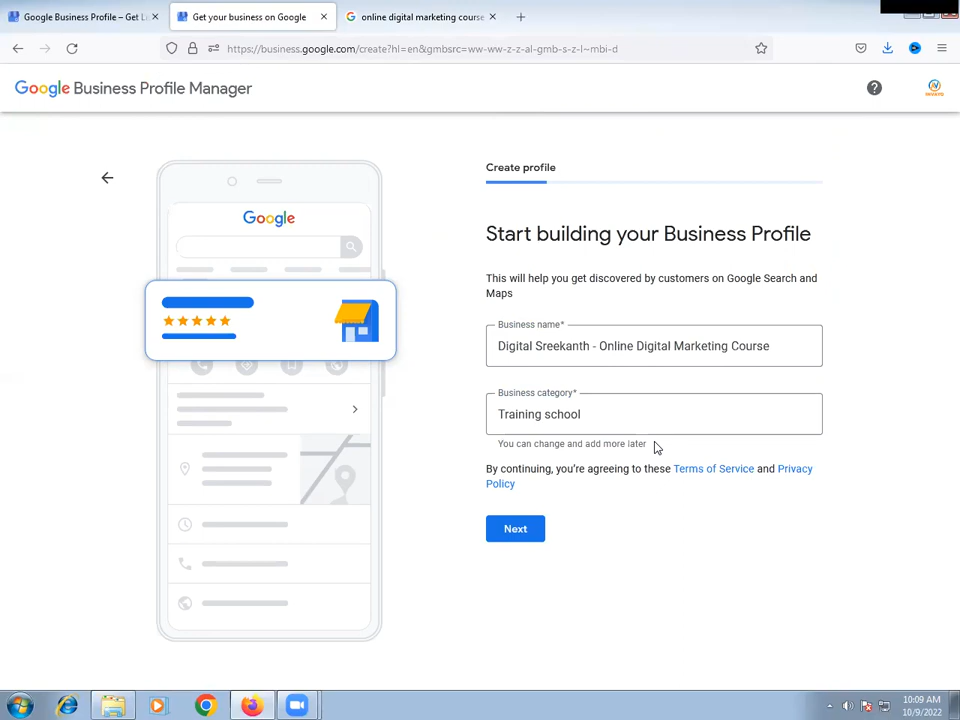 Google Business Profile – Get Li
Get your business on Google
online digital marketing course
https://business.google.com/create?hl=en&gmbsrc=ww-ww-z-z-al-gmb-s-z-l~mbi-d
Google Business Profile Manager
Create profile
Google
Start building your Business Profile
This will help you get discovered by customers on Google Search and
Maps
Business name*
Digital Sreekanth - Online Digital Marketing Course
Business category*
Training school
You can change and add more later
By continuing, you're agreeing to these Terms of Service and Privacy
Policy
Next
10:09 AM
10/9/2022